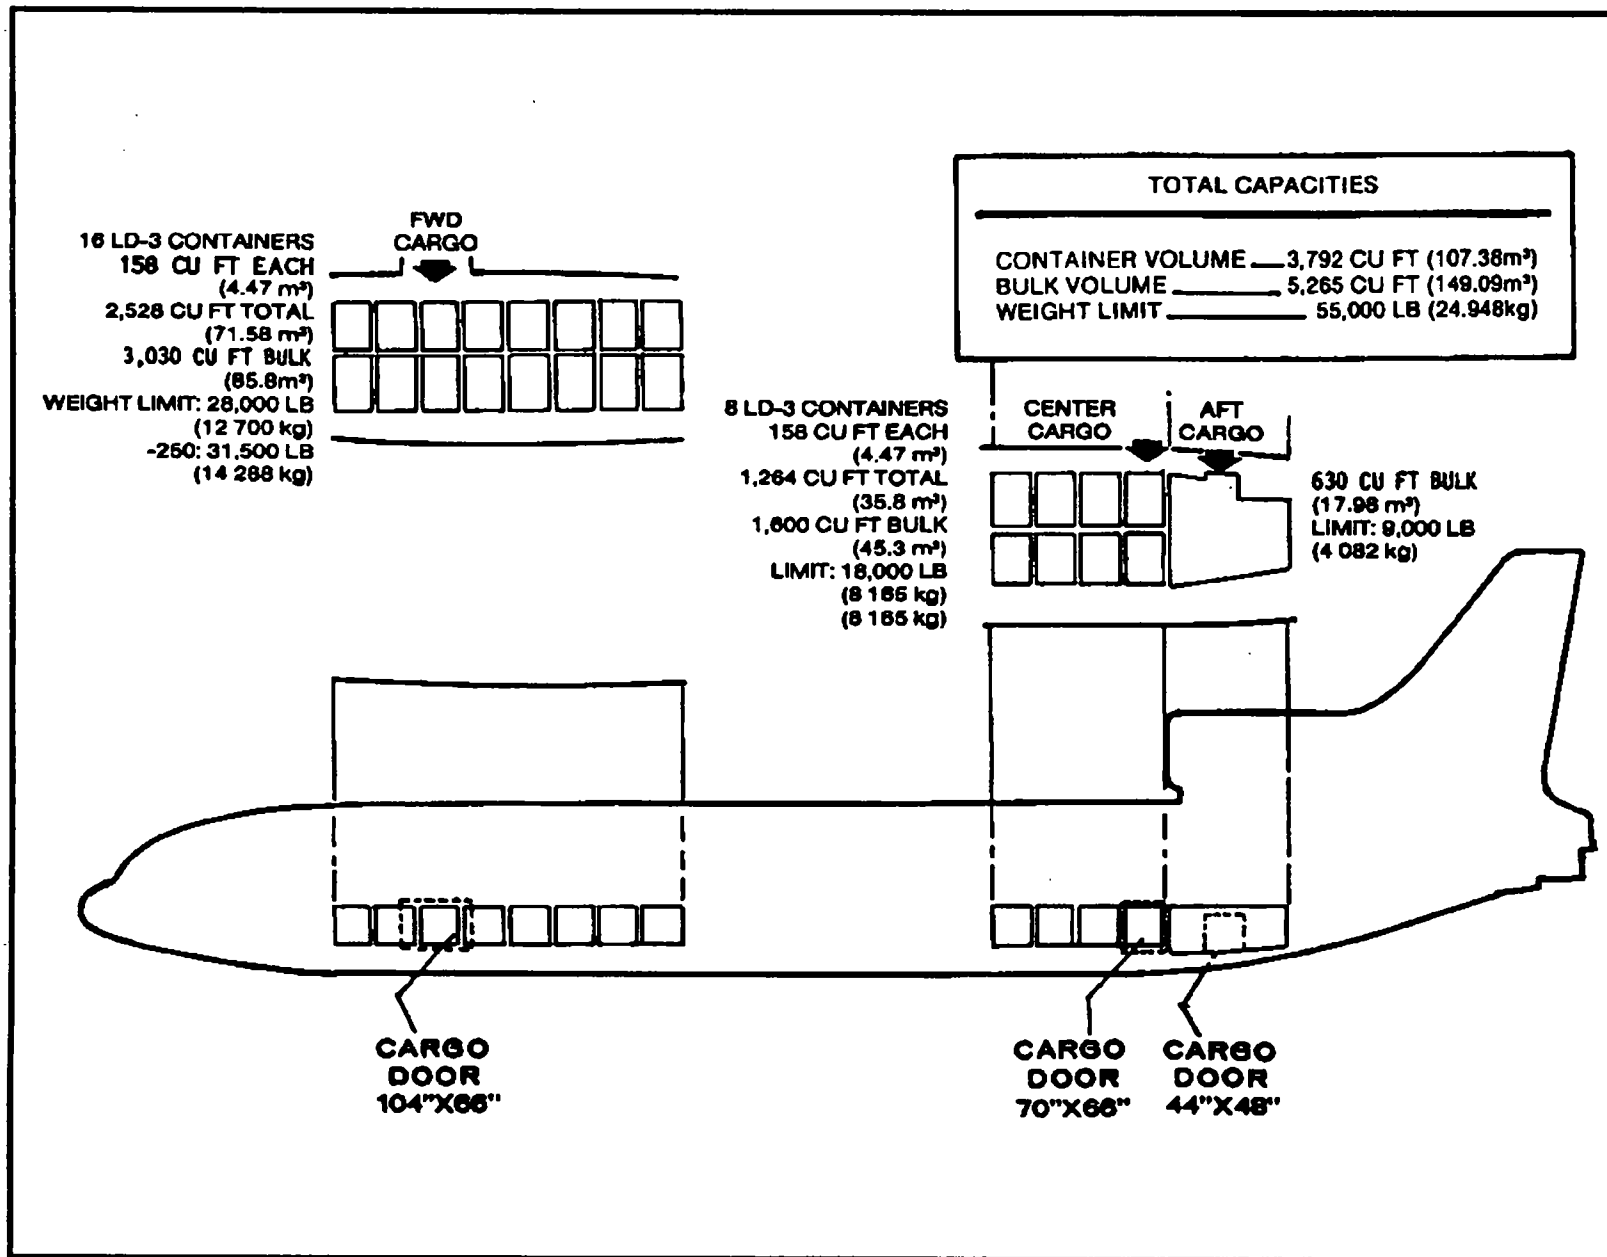 TOTAL CAPACITIES
CONTAINER VOLUME 3,792 CU FT (107.38m³)
BULK VOLUME 5,265 CU FT (149.09m³)
WEIGHT LIMIT 55,000 LB (24.948kg)
FWD
CARGO
16 LD-3 CONTAINERS
158 CU FT EACH
(4.47 m³)
2,528 CU FT TOTAL
(71.58 m³)
3,030 CU FT BULK
(85.8m³)
WEIGHT LIMIT: 28,000 LB
(12 700 kg)
-250: 31,500 LB
(14 288 kg)
8 LD-3 CONTAINERS
158 CU FT EACH
(4.47 m³)
1,264 CU FT TOTAL
(35.8 m³)
1,600 CU FT BULK
(45.3 m³)
LIMIT: 18,000 LB
(8 165 kg)
(8 165 kg)
CENTER
CARGO
AFT
CARGO
630 CU FT BULK
(17.98 m³)
LIMIT: 9,000 LB
(4 082 kg)
CARGO
DOOR
104"X66"
CARGO
DOOR
70"X66"
CARGO
DOOR
44"X48"